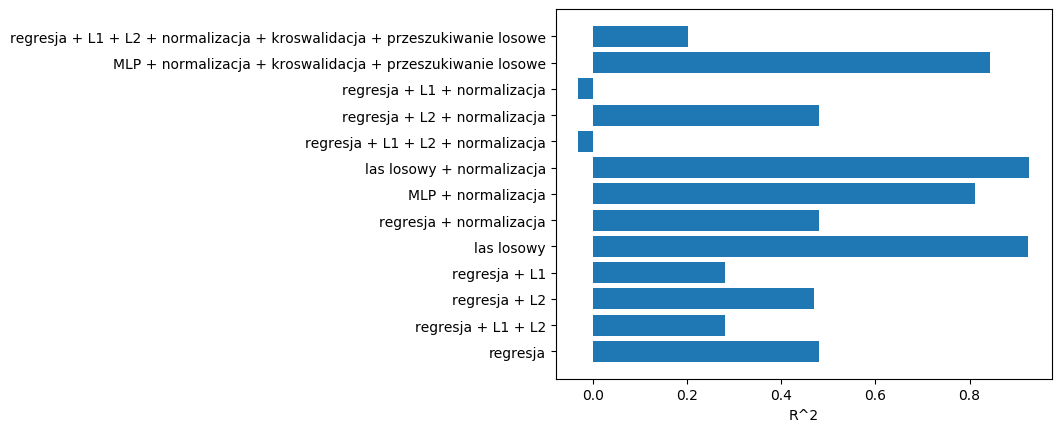 regresja + L1 + L2 + normalizacja + kroswalidacja + przeszukiwanie losowe
MLP + normalizacja + kroswalidacja + przeszukiwanie losowe
regresja + L1 + normalizacja
regresja + L2 + normalizacja
regresja + L1 + L2 + normalizacja
las losowy + normalizacja
MLP + normalizacja
regresja + normalizacja
las losowy
regresja + L1
regresja + L2
regresja + L1 + L2
regresja
0.0 0.2 0.4 0.6 0.8
R^2